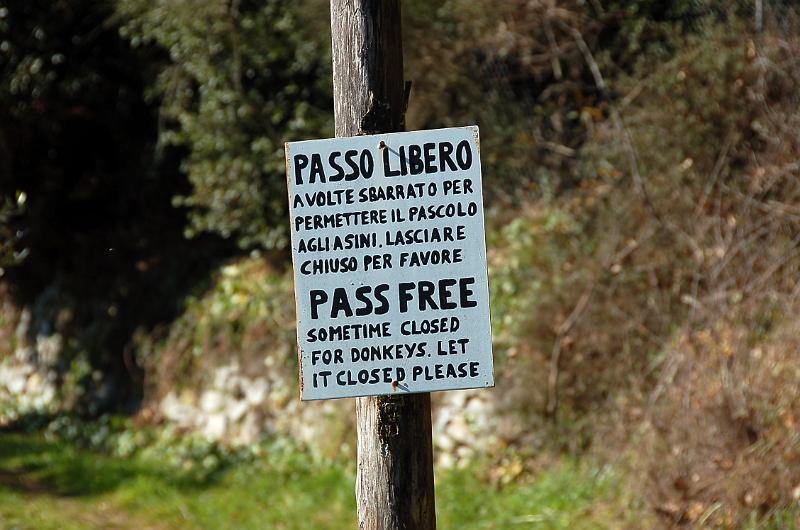 PASSO LIBERO
A VOLTE SBARRATO PER
PERMETTERE IL PASCOLO
AGLI ASINI. LASCIARE
CHIUSO PER FAVORE
PASS FREE
SOMETIME CLOSED
FOR DONKEYS. LET
IT CLOSED PLEASE